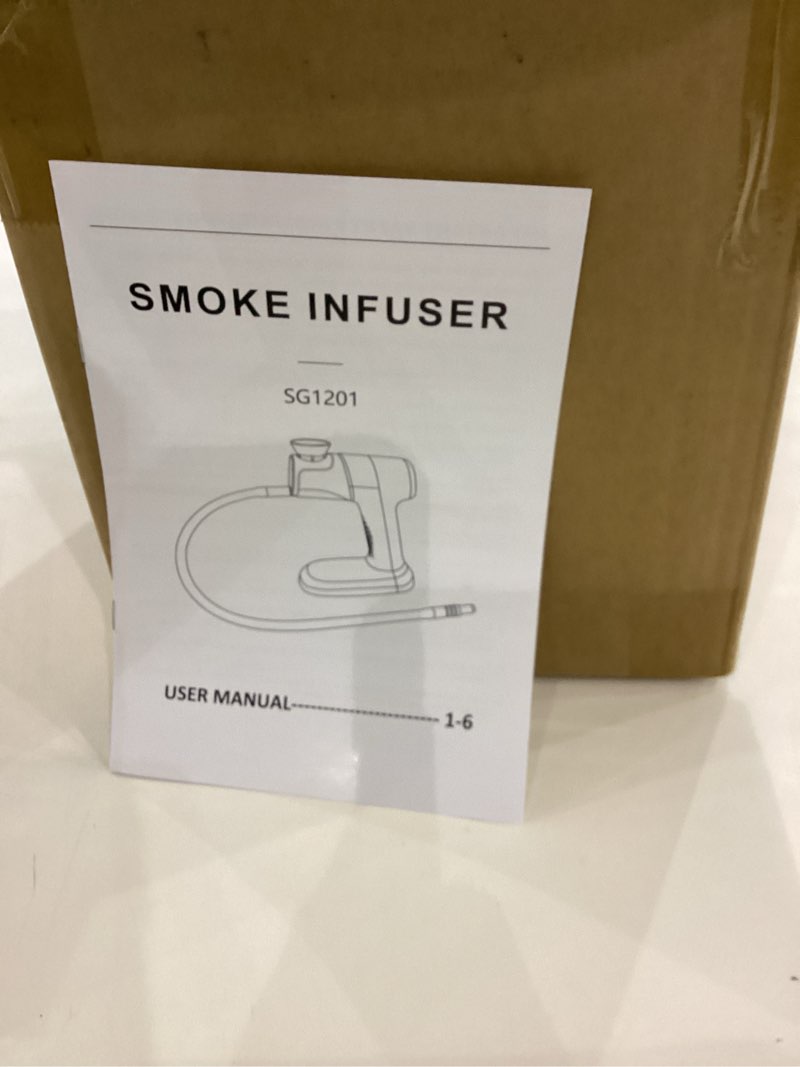 SMOKE INFUSER
SG1201
USER MANUAL----------------------- 1-6